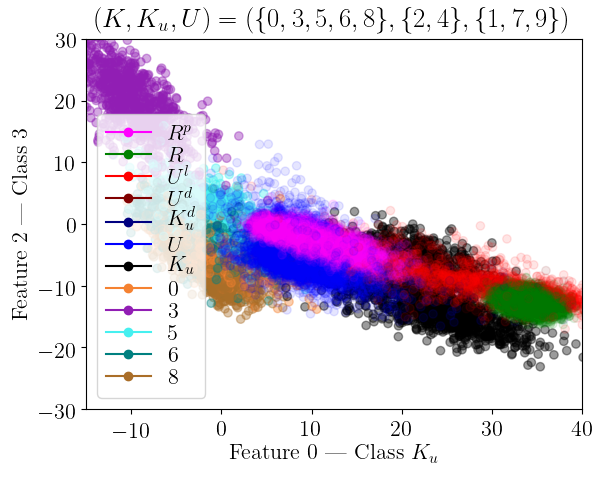 (K, K_u, U) = ({0, 3, 5, 6, 8}, {2, 4}, {1, 7, 9})
30
20
10
0
−10
−20
−30
Feature 2 — Class 3
R^p
R
U^l
U^d
K_u^d
U
K_u
0
3
5
6
8
−10
0
10
20
30
40
Feature 0 — Class K_u